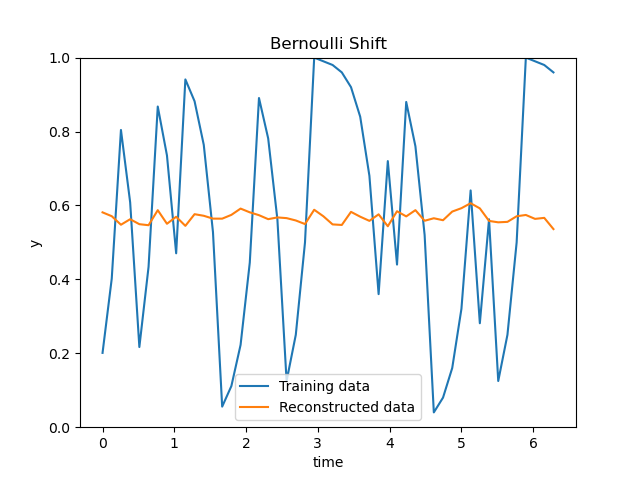 Bernoulli Shift
1.0
0.8
0.6
0.4
0.2
0.0
y
Training data
Reconstructed data
0 1 2 3 4 5 6
time